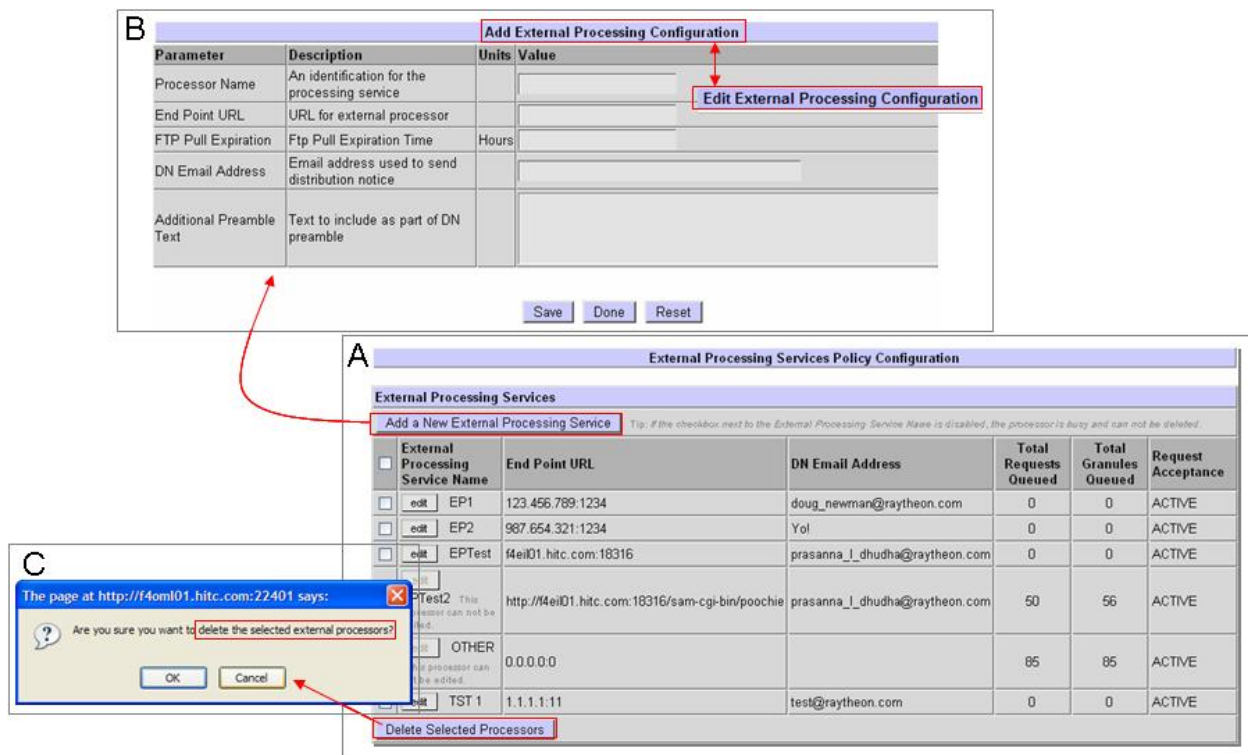 B
Add External Processing Configuration
Parameter Description Units Value
Processor Name An identification for the processing service
Edit External Processing Configuration
End Point URL URL for external processor
FTP Pull Expiration Ftp Pull Expiration Time Hours
DN Email Address Email address used to send distribution notice
Additional Preamble Text Text to include as part of DN preamble
Save Done Reset
A
External Processing Services Policy Configuration
External Processing Services
Add a New External Processing Service Tip: If the checkbox next to the External Processing Service Name is disabled, the processor is busy and can not be deleted.
External Processing Service Name End Point URL DN Email Address Total Requests Queued Total Granules Queued Request Acceptance
edit EP1 123.456.789:1234 doug_newman@raytheon.com 0 0 ACTIVE
edit EP2 987.654.321:1234 Yo! 0 0 ACTIVE
edit EPTest f4eil01.hitc.com:18316 prasanna_l_dhudha@raytheon.com 0 0 ACTIVE
edit Test2 This can not be http://f4eil01.hitc.com:18316/sam-cgi-bin/poochie prasanna_l_dhudha@raytheon.com 50 56 ACTIVE
edit OTHER processor can be edited. 0.0.0.0:0 85 85 ACTIVE
edit TST 1 1.1.1.1:11 test@raytheon.com 0 0 ACTIVE
Delete Selected Processors
C
The page at http://f4oml01.hitc.com:22401 says:
Are you sure you want to delete the selected external processors?
OK Cancel